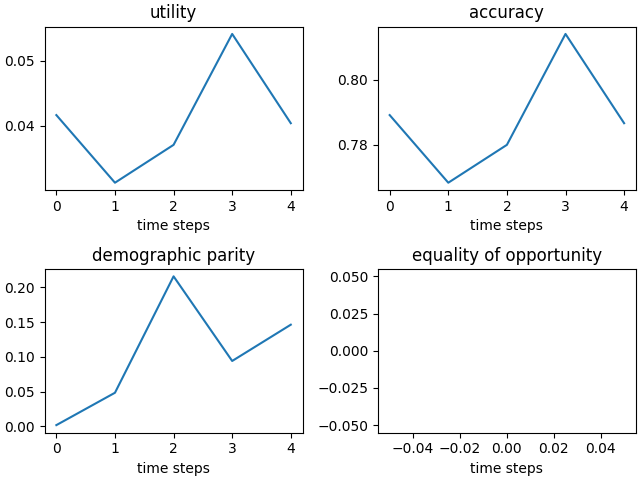 utility
0.05
0.04
0 1 2 3 4
time steps
accuracy
0.80
0.78
0 1 2 3 4
time steps
demographic parity
0.20
0.15
0.10
0.05
0.00
0 1 2 3 4
time steps
equality of opportunity
0.050
0.025
0.000
−0.025
−0.050
−0.04 −0.02 0.00 0.02 0.04
time steps